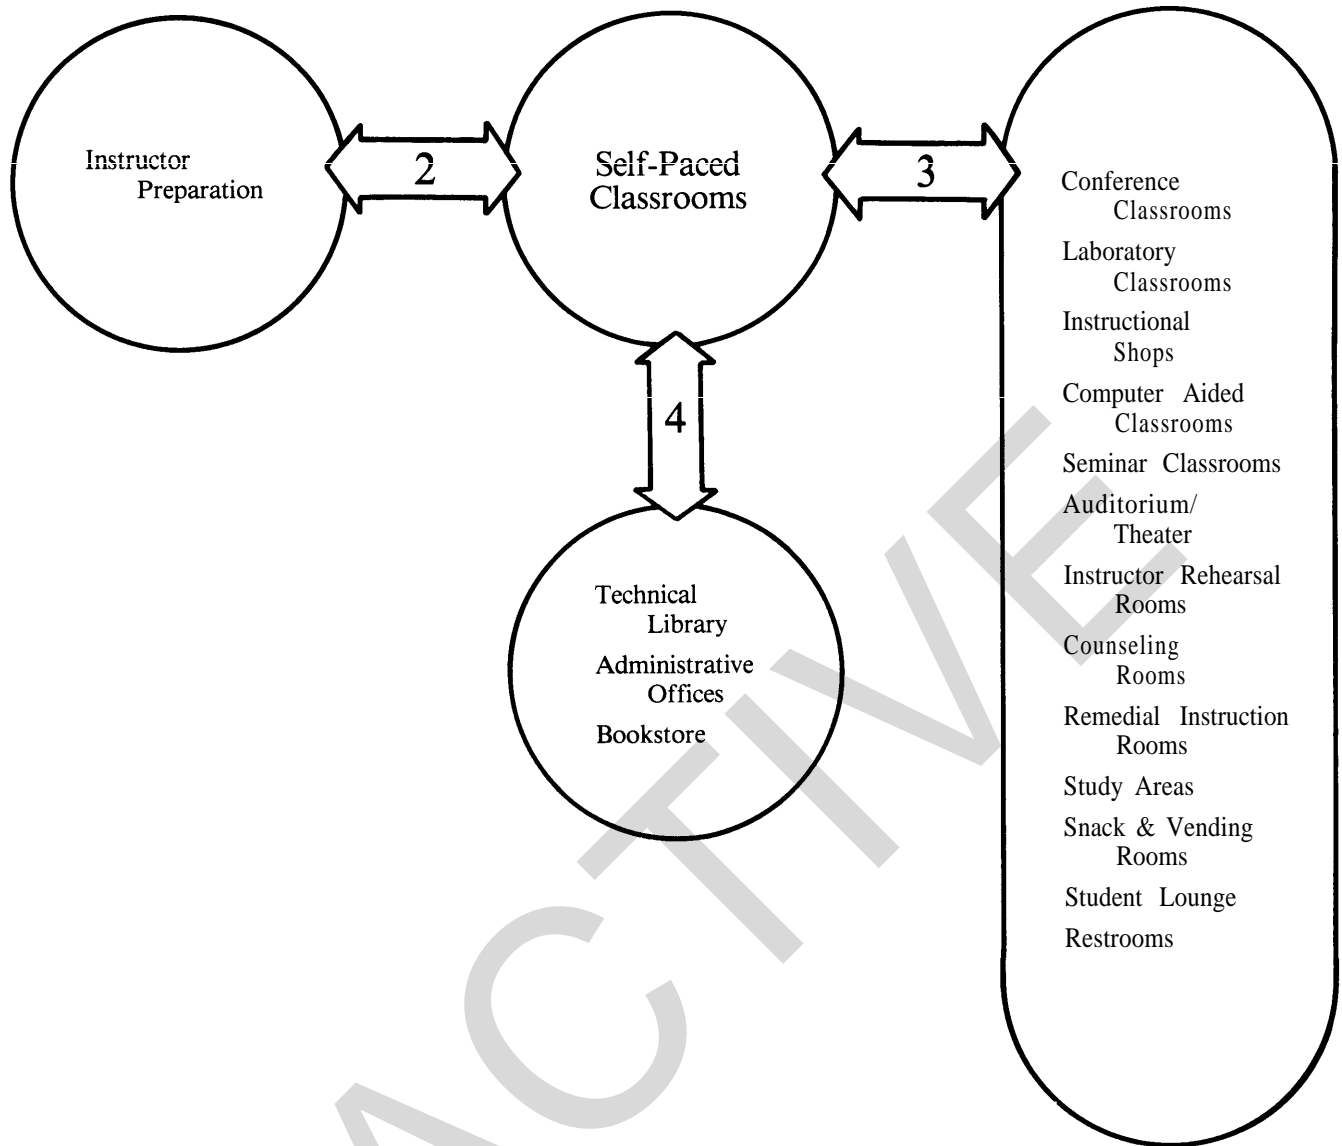 Instructor
Preparation
2
Self-Paced
Classrooms
3
Conference
Classrooms
Laboratory
Classrooms
Instructional
Shops
Computer Aided
Classrooms
Seminar Classrooms
Auditorium/
Theater
Instructor Rehearsal
Rooms
Counseling
Rooms
Remedial Instruction
Rooms
Study Areas
Snack & Vending
Rooms
Student Lounge
Restrooms
4
Technical
Library
Administrative
Offices
Bookstore
ACTIVE